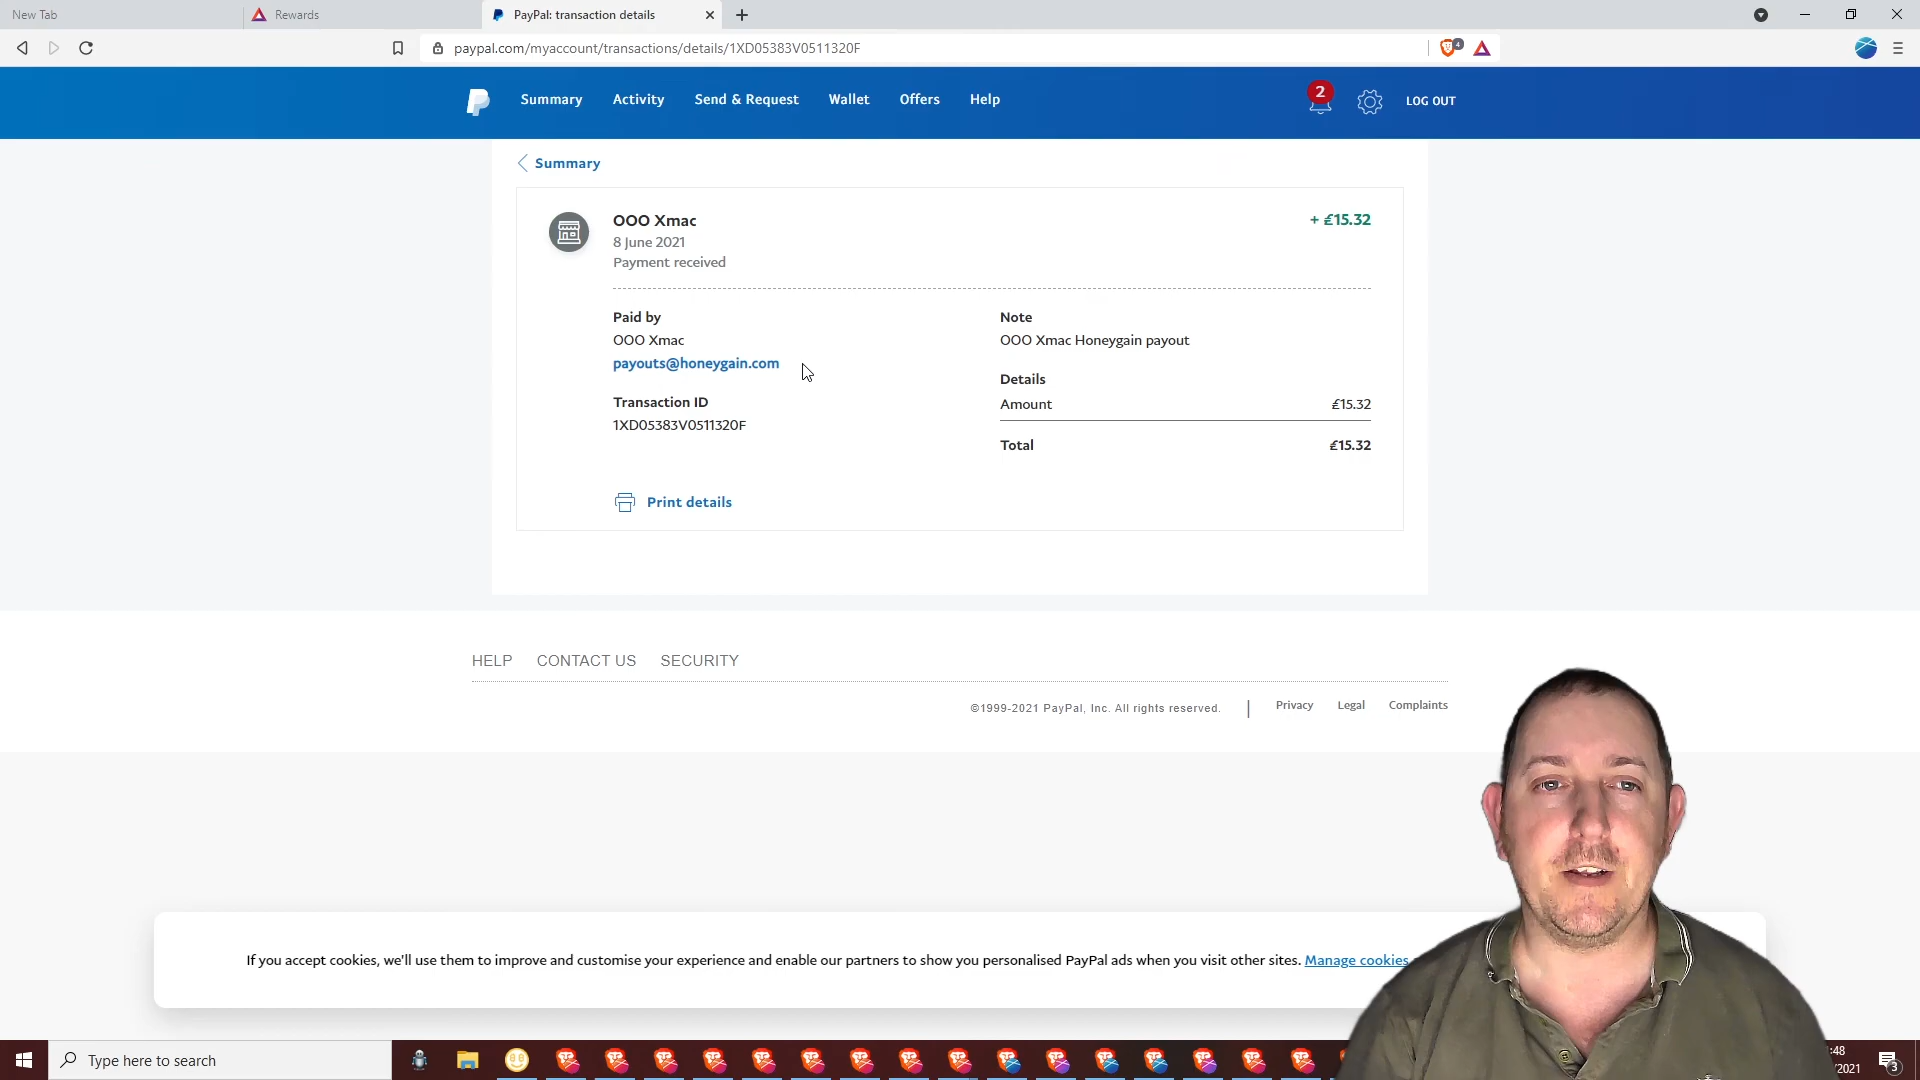 New Tab
Rewards
PayPal: transaction details
paypal.com/myaccount/transactions/details/1XD05383V0511320F
4
Summary
Activity
Send & Request
Wallet
Offers
Help
2
LOG OUT
Summary
OOO Xmac
+ £15.32
8 June 2021
Payment received
Paid by
OOO Xmac
payouts@honeygain.com
Transaction ID
1XD05383V0511320F
Print details
Note
OOO Xmac Honeygain payout
Details
Amount £15.32
Total £15.32
HELP CONTACT US SECURITY
©1999-2021 PayPal, Inc. All rights reserved. | Privacy Legal Complaints
If you accept cookies, we'll use them to improve and customise your experience and enable our partners to show you personalised PayPal ads when you visit other sites. Manage cookies
Type here to search
:48
/2021
3